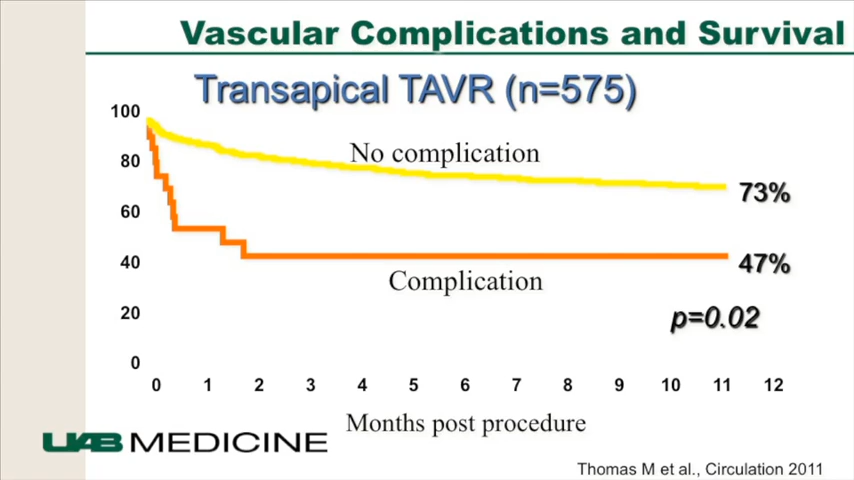 Vascular Complications and Survival
Transapical TAVR (n=575)
100
No complication
80
73%
60
47%
40
Complication
20
p=0.02
0
0 1 2 3 4 5 6 7 8 9 10 11 12
Months post procedure
UAB MEDICINE
Thomas M et al., Circulation 2011